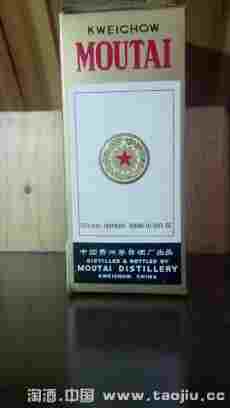 KWEICHOW
MOUTAI
中国贵州茅台酒厂出品
DISTILLED & BOTTLED BY
MOUTAI DISTILLERY
KWEICHOW CHINA
淘酒.中国 www.taojiu.cc